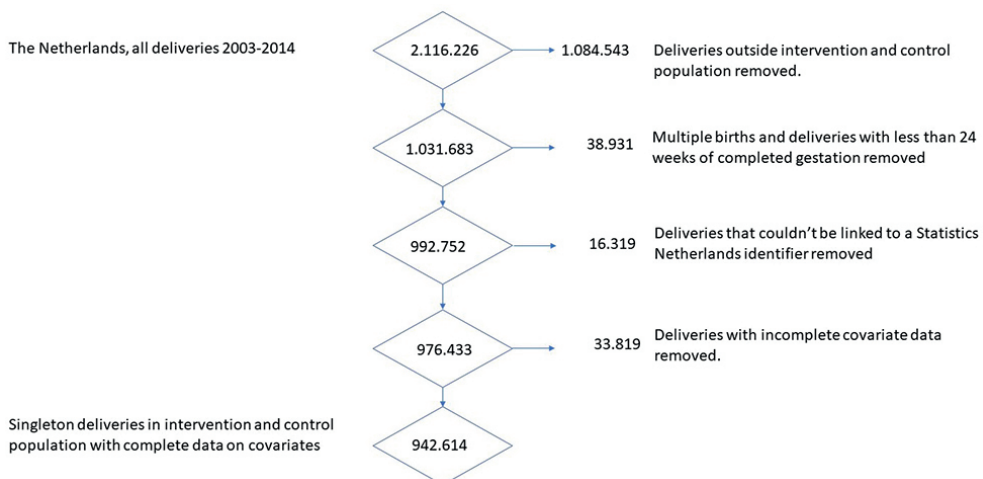 The Netherlands, all deliveries 2003-2014
2.116.226
1.084.543
Deliveries outside intervention and control
population removed.
1.031.683
38.931
Multiple births and deliveries with less than 24
weeks of completed gestation removed
992.752
16.319
Deliveries that couldn't be linked to a Statistics
Netherlands identifier removed
976.433
33.819
Deliveries with incomplete covariate data
removed.
Singleton deliveries in intervention and control
population with complete data on covariates
942.614